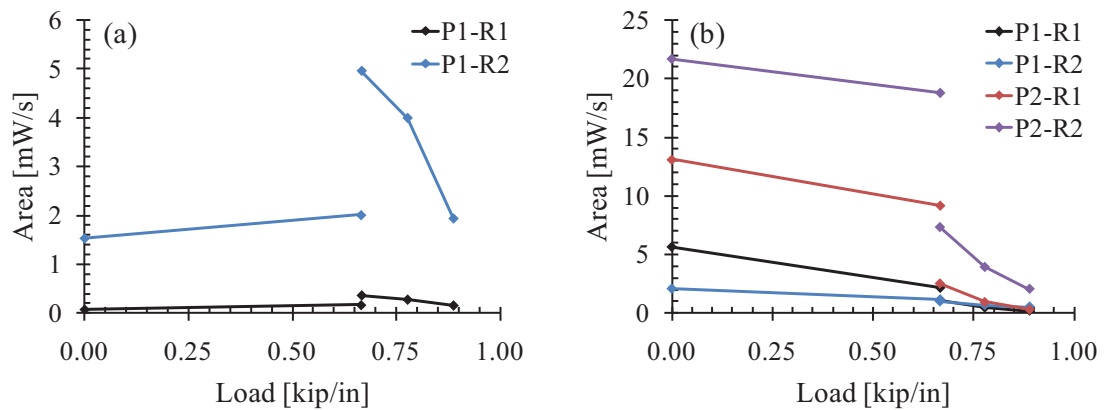 (a)
P1-R1
P1-R2
Area [mW/s]
6
5
4
3
2
1
0
0.00 0.25 0.50 0.75 1.00
Load [kip/in]
(b)
P1-R1
P1-R2
P2-R1
P2-R2
Area [mW/s]
25
20
15
10
5
0
0.00 0.25 0.50 0.75 1.00
Load [kip/in]